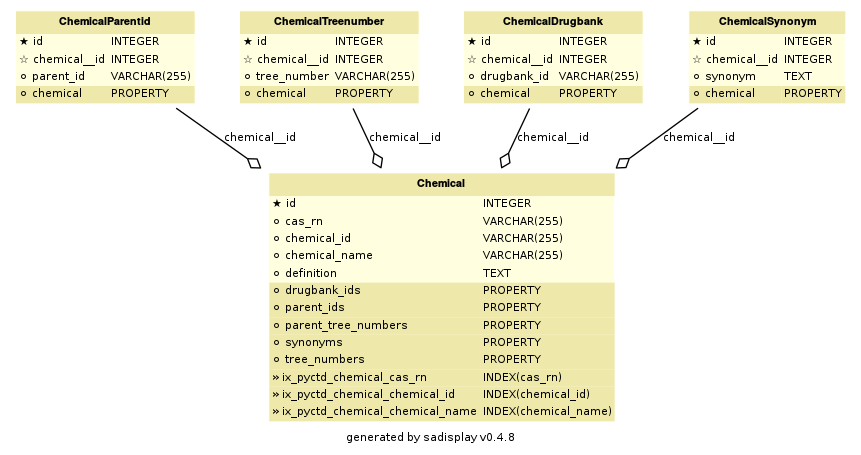 ChemicalParentid
★ id INTEGER
☆ chemical__id INTEGER
⚪ parent_id VARCHAR(255)
⚪ chemical PROPERTY
ChemicalTreenumber
★ id INTEGER
☆ chemical__id INTEGER
⚪ tree_number VARCHAR(255)
⚪ chemical PROPERTY
ChemicalDrugbank
★ id INTEGER
☆ chemical__id INTEGER
⚪ drugbank_id VARCHAR(255)
⚪ chemical PROPERTY
ChemicalSynonym
★ id INTEGER
☆ chemical__id INTEGER
⚪ synonym TEXT
⚪ chemical PROPERTY
chemical__id
chemical__id
chemical__id
chemical__id
Chemical
★ id INTEGER
⚪ cas_rn VARCHAR(255)
⚪ chemical_id VARCHAR(255)
⚪ chemical_name VARCHAR(255)
⚪ definition TEXT
⚪ drugbank_ids PROPERTY
⚪ parent_ids PROPERTY
⚪ parent_tree_numbers PROPERTY
⚪ synonyms PROPERTY
⚪ tree_numbers PROPERTY
» ix_pyctd_chemical_cas_rn INDEX(cas_rn)
» ix_pyctd_chemical_chemical_id INDEX(chemical_id)
» ix_pyctd_chemical_chemical_name INDEX(chemical_name)
generated by sadisplay v0.4.8